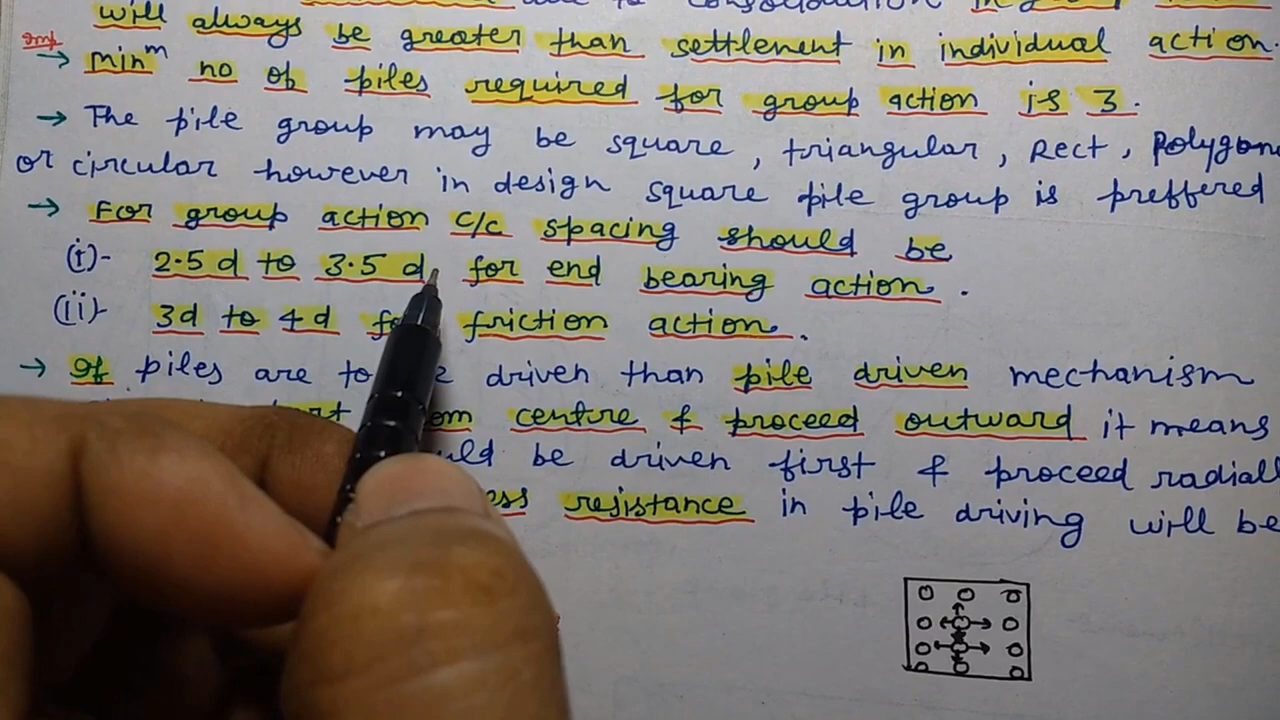 due to consolidation in
will always be greater than settlement in individual action.
Imp
→ minᵐ no of piles required for group action is 3.
→ The pile group may be square, triangular, Rect, Polygon
or circular however in design square pile group is preffered
→ For group action c/c spacing should be
(i)- 2.5 d to 3.5 d for end bearing action.
(ii)- 3d to 4d friction action.
→ If piles are to driven than pile driven mechanism
centre & proceed outward it means
be driven first & proceed
resistance in pile driving will be